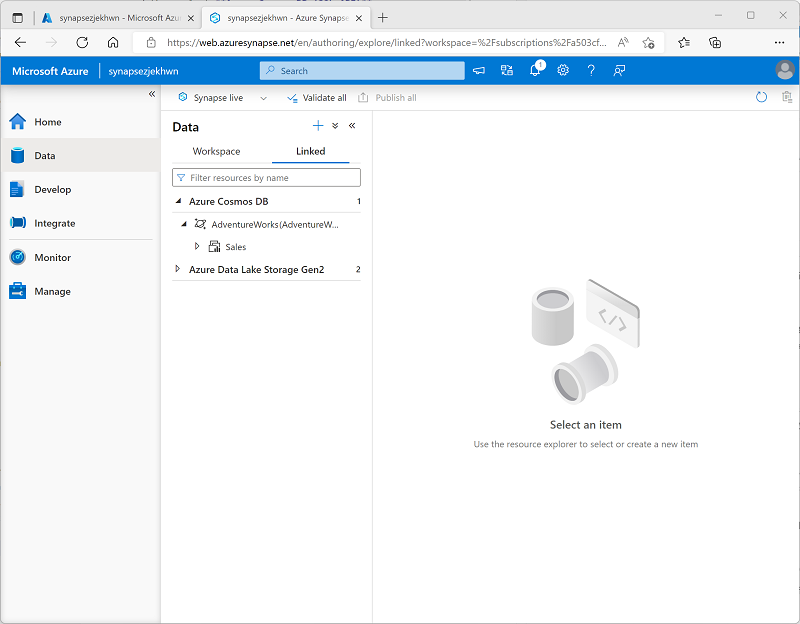 synapsezjekhwn - Microsoft Azu
synapsezjekhwn - Azure Synapse
https://web.azuresynapse.net/en/authoring/explore/linked?workspace=%2Fsubscriptions%2Fa503cf...
Microsoft Azure
synapsezjekhwn
Search
1
Synapse live
Validate all
Publish all
Home
Data
Develop
Integrate
Monitor
Manage
Data
Workspace
Linked
Filter resources by name
Azure Cosmos DB 1
AdventureWorks(AdventureW...
Sales
Azure Data Lake Storage Gen2 2
Select an item
Use the resource explorer to select or create a new item